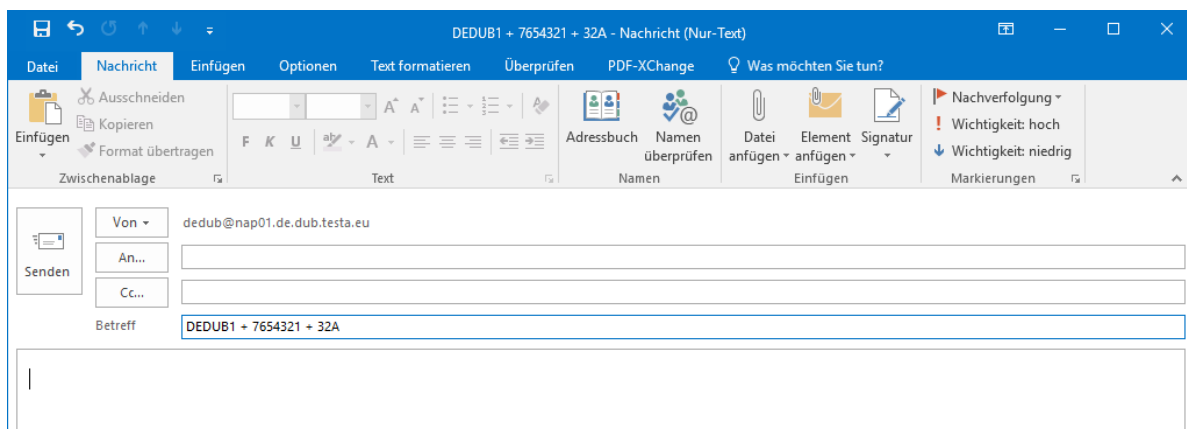 DEDUB1 + 7654321 + 32A - Nachricht (Nur-Text)
Datei Nachricht Einfügen Optionen Text formatieren Überprüfen PDF-XChange Was möchten Sie tun?
Einfügen
Ausschneiden
Kopieren
Format übertragen
Zwischenablage
F K U
Text
Adressbuch
Namen überprüfen
Namen
Datei anfügen
Element anfügen
Signatur
Einfügen
Nachverfolgung
Wichtigkeit: hoch
Wichtigkeit: niedrig
Markierungen
Senden
Von dedub@nap01.de.dub.testa.eu
An...
Cc...
Betreff DEDUB1 + 7654321 + 32A